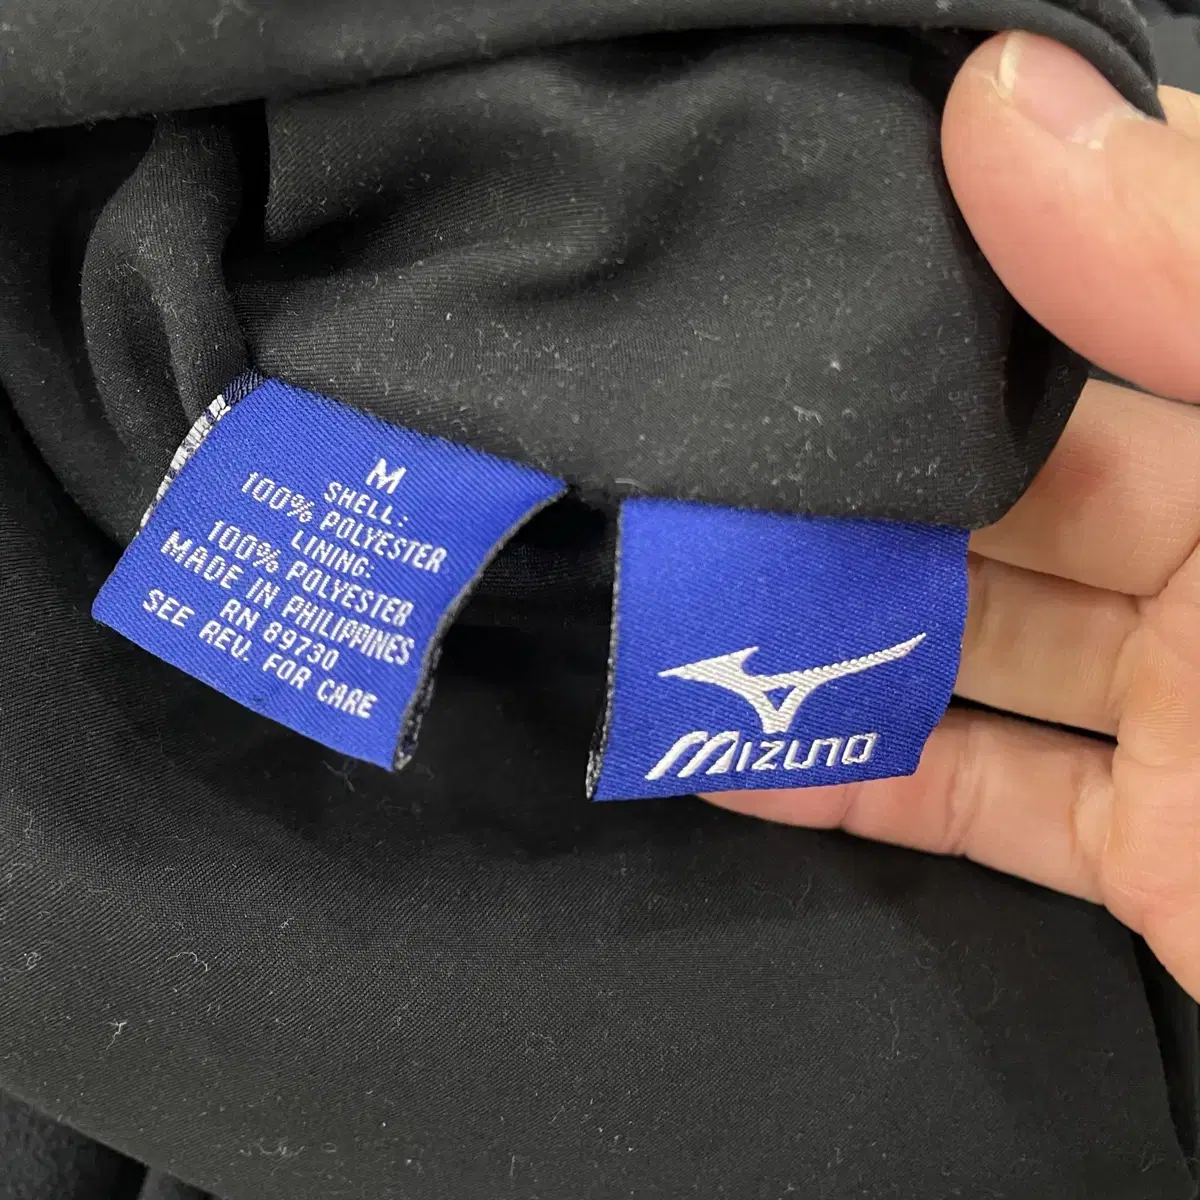 M
SHELL:
100% POLYESTER
LINING:
100% POLYESTER
MADE IN PHILIPPINES
RN 89730
SEE REV. FOR CARE
MIZUNO